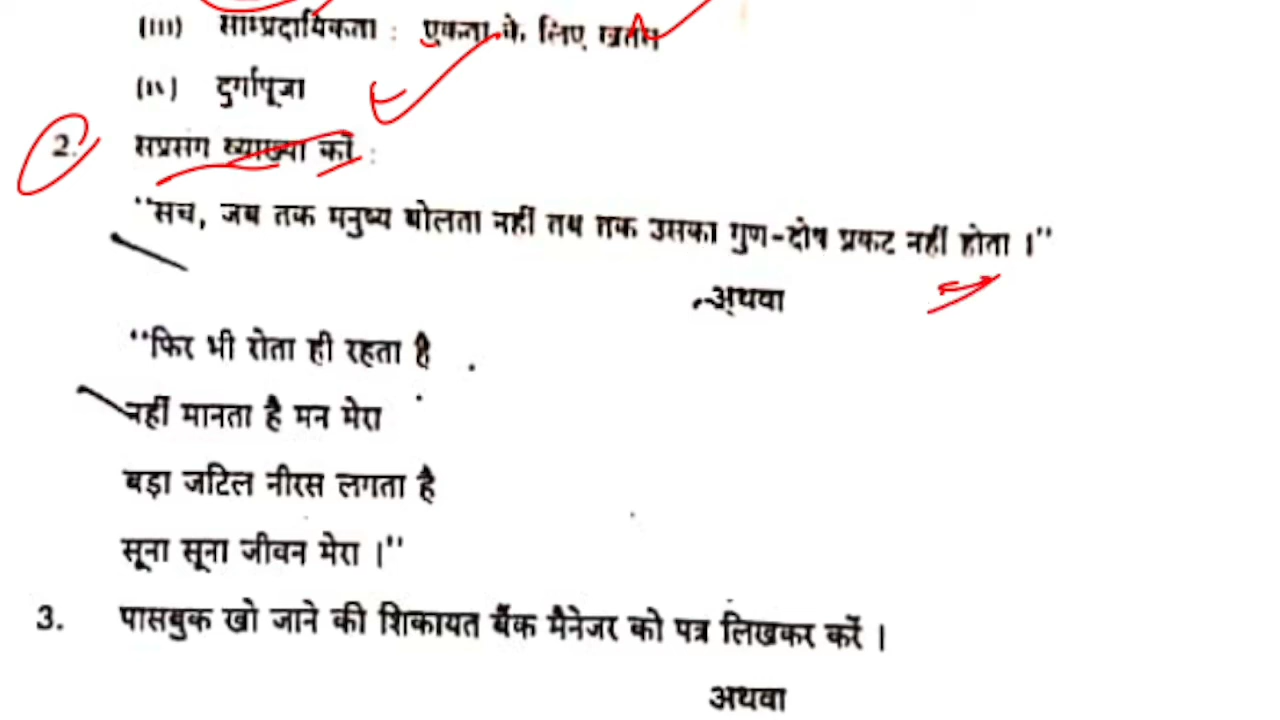 (iii) साम्प्रदायिकता : एकता के लिए खतरा
(iv) दुर्गापूजा
2. सप्रसंग व्याख्या करें :
“सच, जब तक मनुष्य बोलता नहीं तब तक उसका गुण-दोष प्रकट नहीं होता ।”
अथवा
“फिर भी रोता ही रहता है
नहीं मानता है मन मेरा
बड़ा जटिल नीरस लगता है
सूना सूना जीवन मेरा ।”
3. पासबुक खो जाने की शिकायत बैंक मैनेजर को पत्र लिखकर करें ।
अथवा